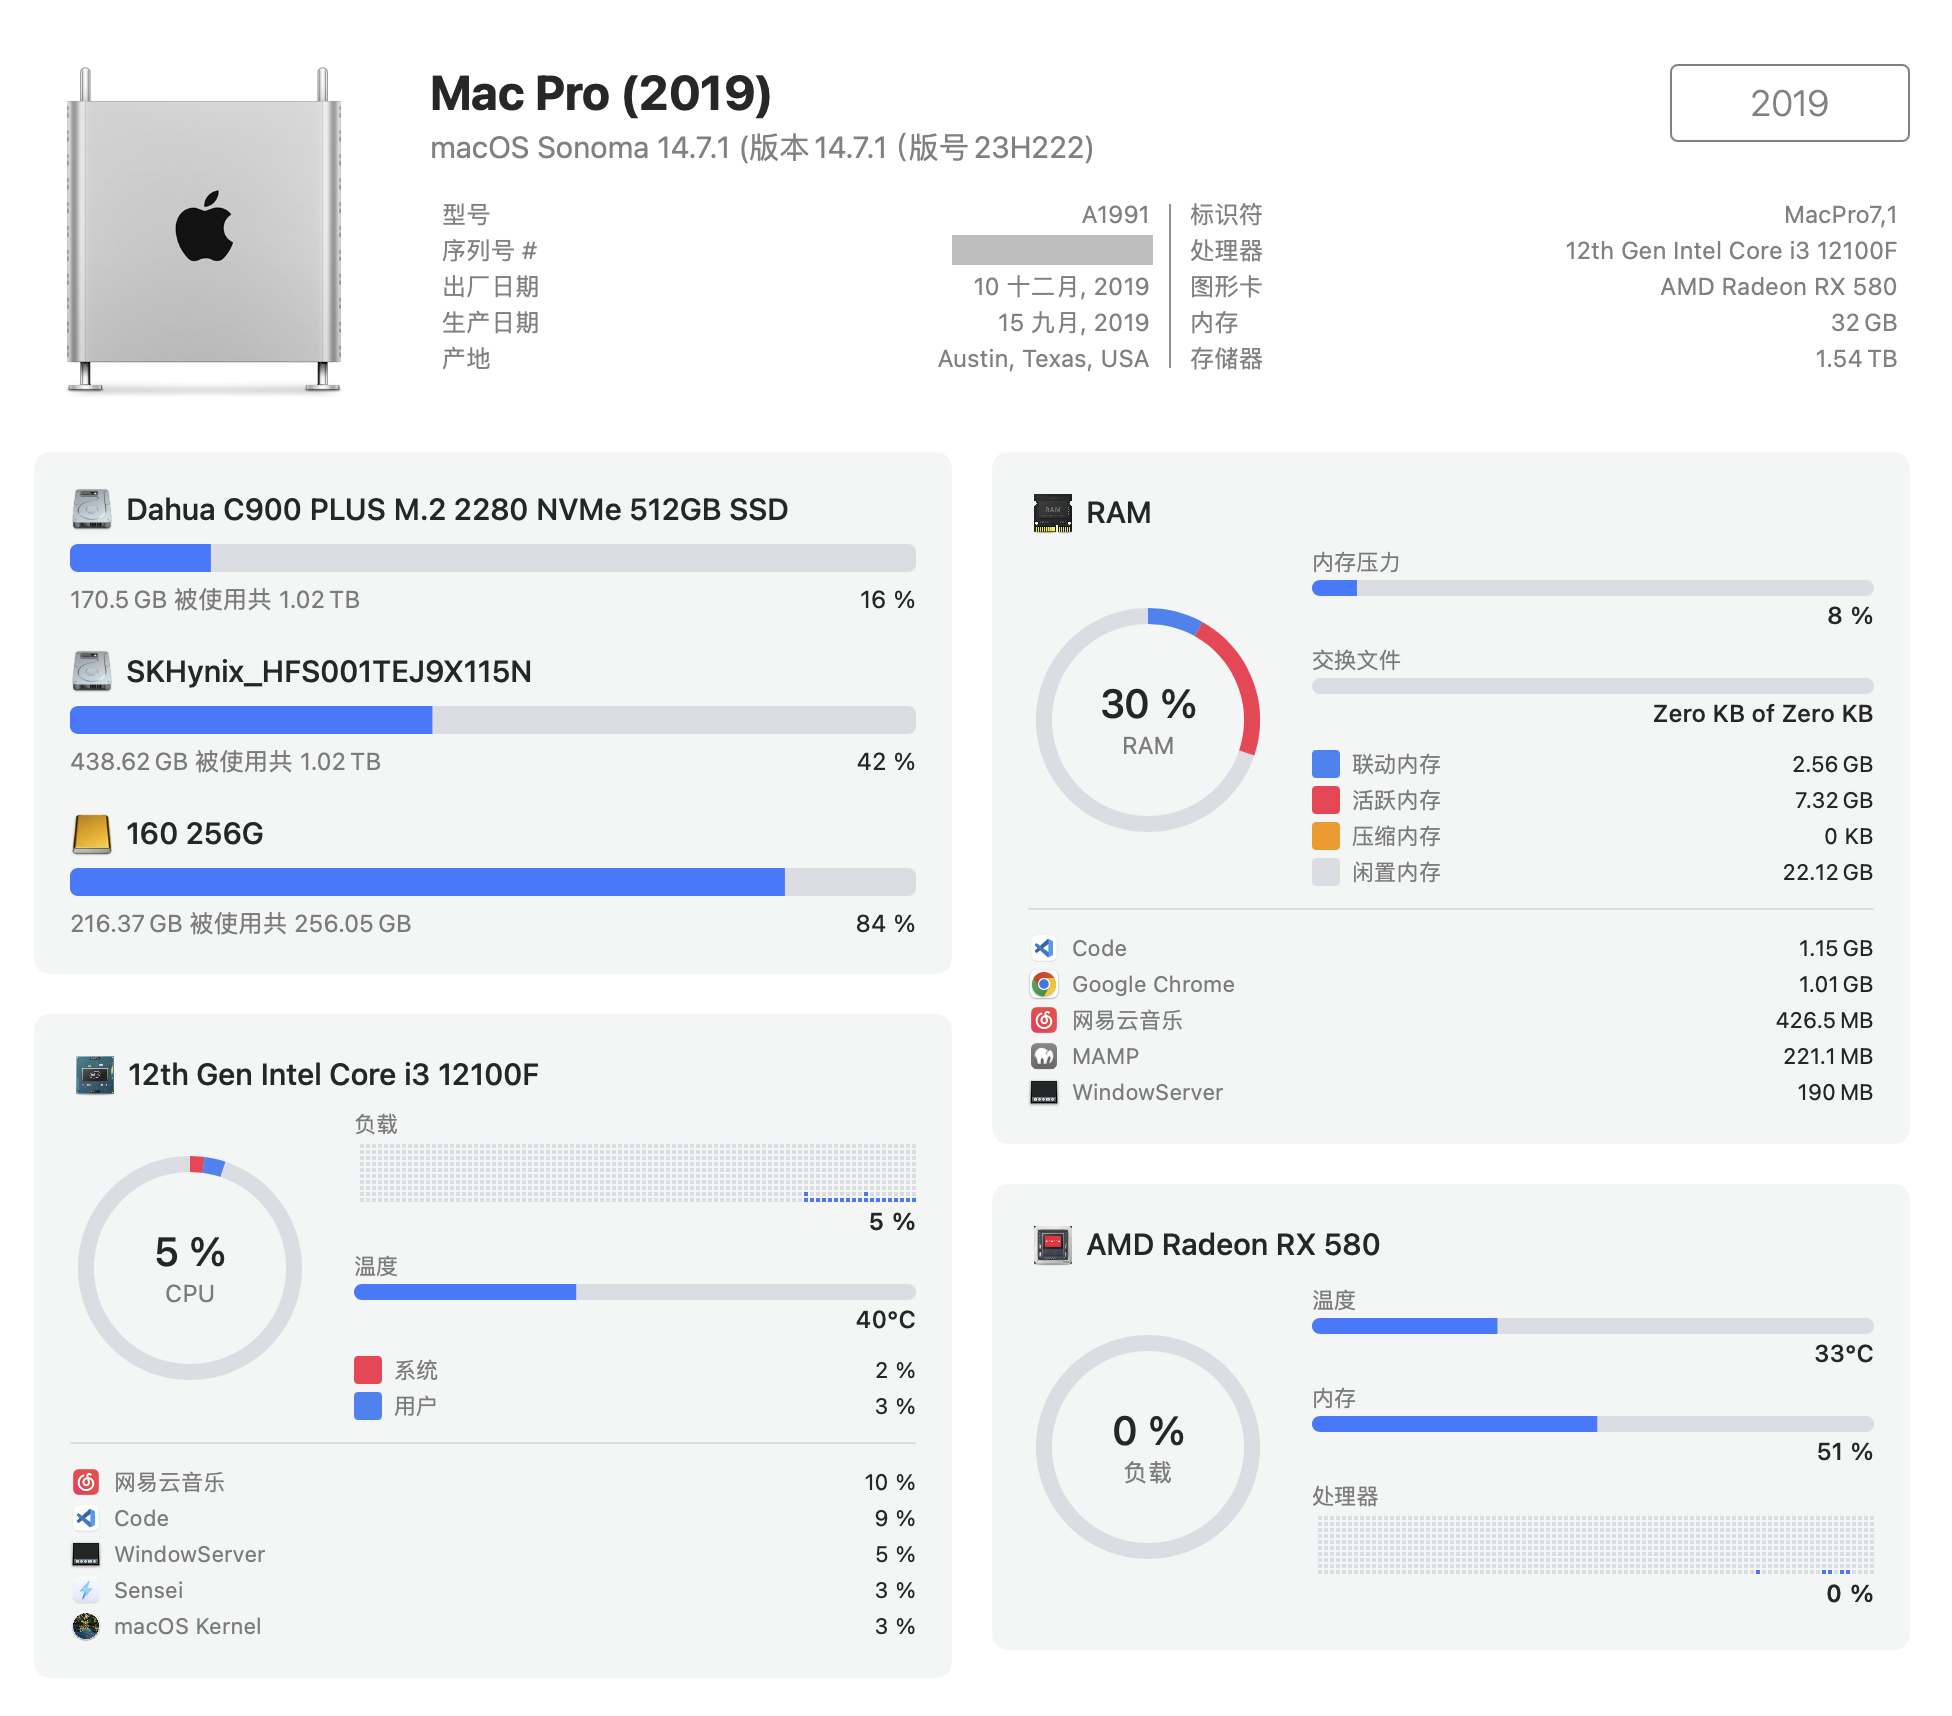 Mac Pro (2019)
2019
macOS Sonoma 14.7.1 (版本 14.7.1 (版号 23H222)
型号 A1991
序列号 #
出厂日期 10 十二月, 2019
生产日期 15 九月, 2019
产地 Austin, Texas, USA
标识符 MacPro7,1
处理器 12th Gen Intel Core i3 12100F
图形卡 AMD Radeon RX 580
内存 32 GB
存储器 1.54 TB
Dahua C900 PLUS M.2 2280 NVMe 512GB SSD
170.5 GB 被使用共 1.02 TB 16 %
SKHynix_HFS001TEJ9X115N
438.62 GB 被使用共 1.02 TB 42 %
160 256G
216.37 GB 被使用共 256.05 GB 84 %
12th Gen Intel Core i3 12100F
5 %
CPU
负载
5 %
温度
40°C
系统 2 %
用户 3 %
网易云音乐 10 %
Code 9 %
WindowServer 5 %
Sensei 3 %
macOS Kernel 3 %
RAM
RAM
30 %
RAM
内存压力
8 %
交换文件
Zero KB of Zero KB
联动内存 2.56 GB
活跃内存 7.32 GB
压缩内存 0 KB
闲置内存 22.12 GB
Code 1.15 GB
Google Chrome 1.01 GB
网易云音乐 426.5 MB
MAMP 221.1 MB
WindowServer 190 MB
AMD Radeon RX 580
0 %
负载
温度
33°C
内存
51 %
处理器
0 %